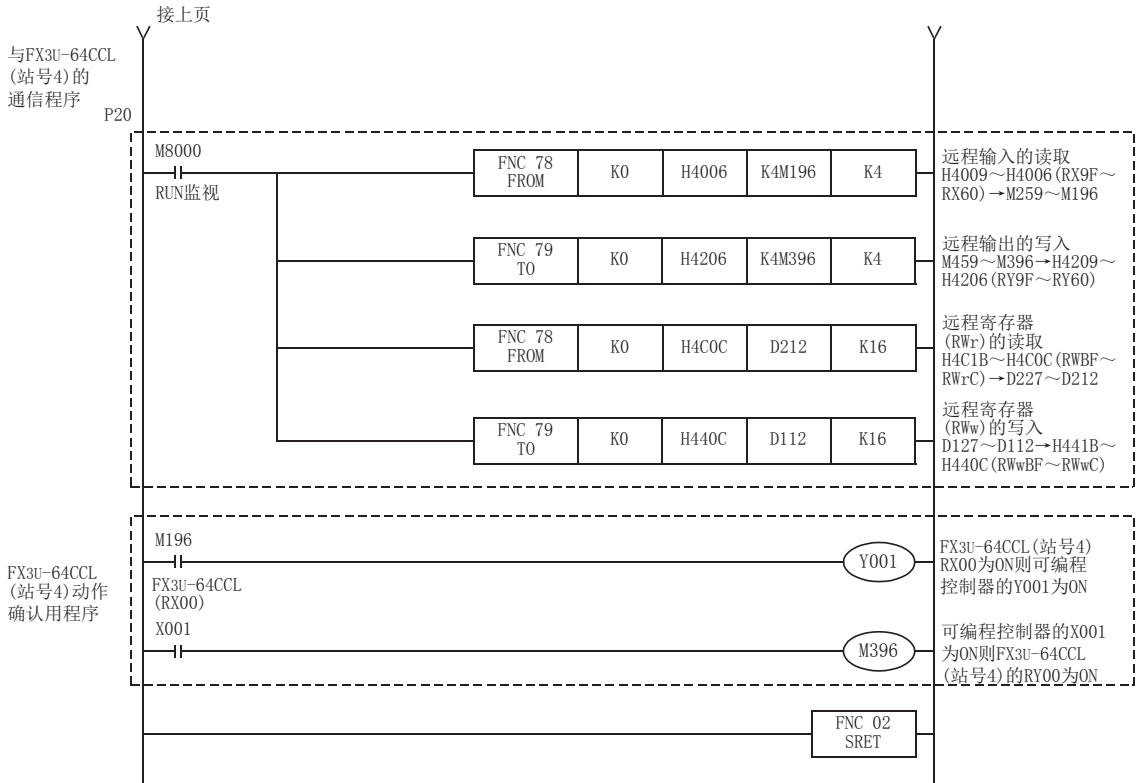 接上页
与FX3U-64CCL
(站号4)的
通信程序
P20
M8000
RUN监视
FNC 78
FROM
K0
H4006
K4M196
K4
远程输入的读取
H4009～H4006(RX9F～
RX60)→M259～M196
FNC 79
TO
K0
H4206
K4M396
K4
远程输出的写入
M459～M396→H4209～
H4206(RY9F～RY60)
FNC 78
FROM
K0
H4C0C
D212
K16
远程寄存器
(RWr)的读取
H4C1B～H4C0C(RWBF～
RWrC)→D227～D212
FNC 79
TO
K0
H440C
D112
K16
远程寄存器
(RWw)的写入
D127～D112→H441B～
H440C(RWwBF～RWwC)
FX3U-64CCL
(站号4)动作
确认用程序
M196
FX3U-64CCL
(RX00)
Y001
FX3U-64CCL(站号4)
RX00为ON则可编程
控制器的Y001为ON
X001
M396
可编程控制器的X001
为ON则FX3U-64CCL
(站号4)的RY00为ON
FNC 02
SRET